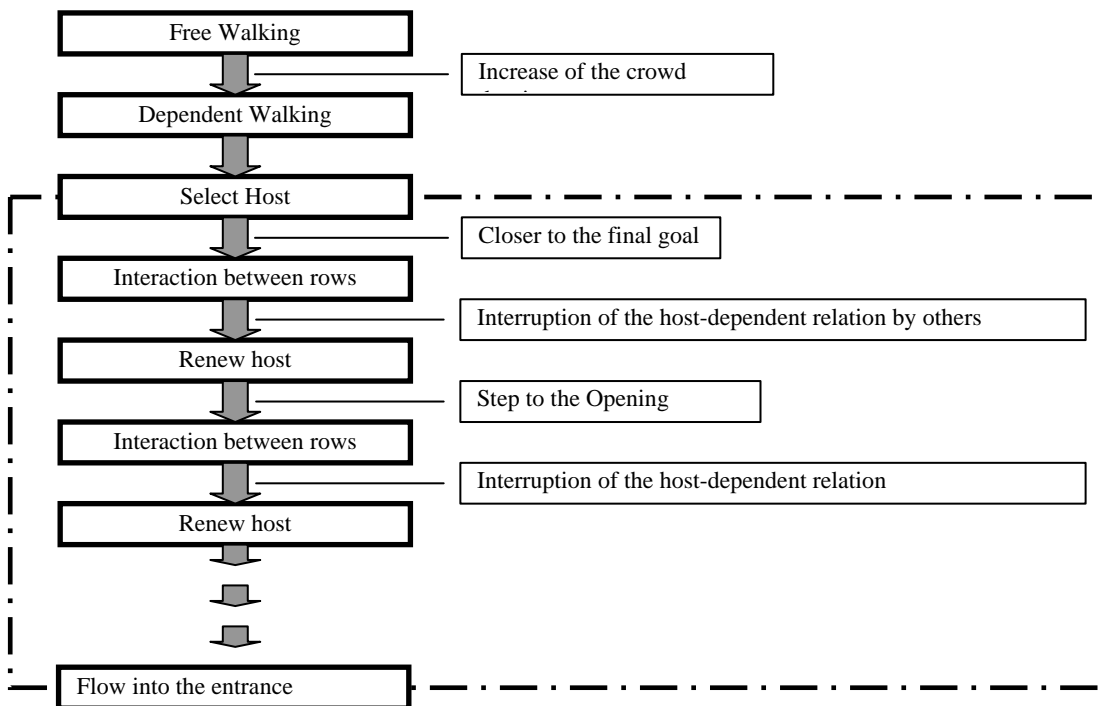 Free Walking
Increase of the crowd
Dependent Walking
Select Host
Closer to the final goal
Interaction between rows
Interruption of the host-dependent relation by others
Renew host
Step to the Opening
Interaction between rows
Interruption of the host-dependent relation
Renew host
Flow into the entrance